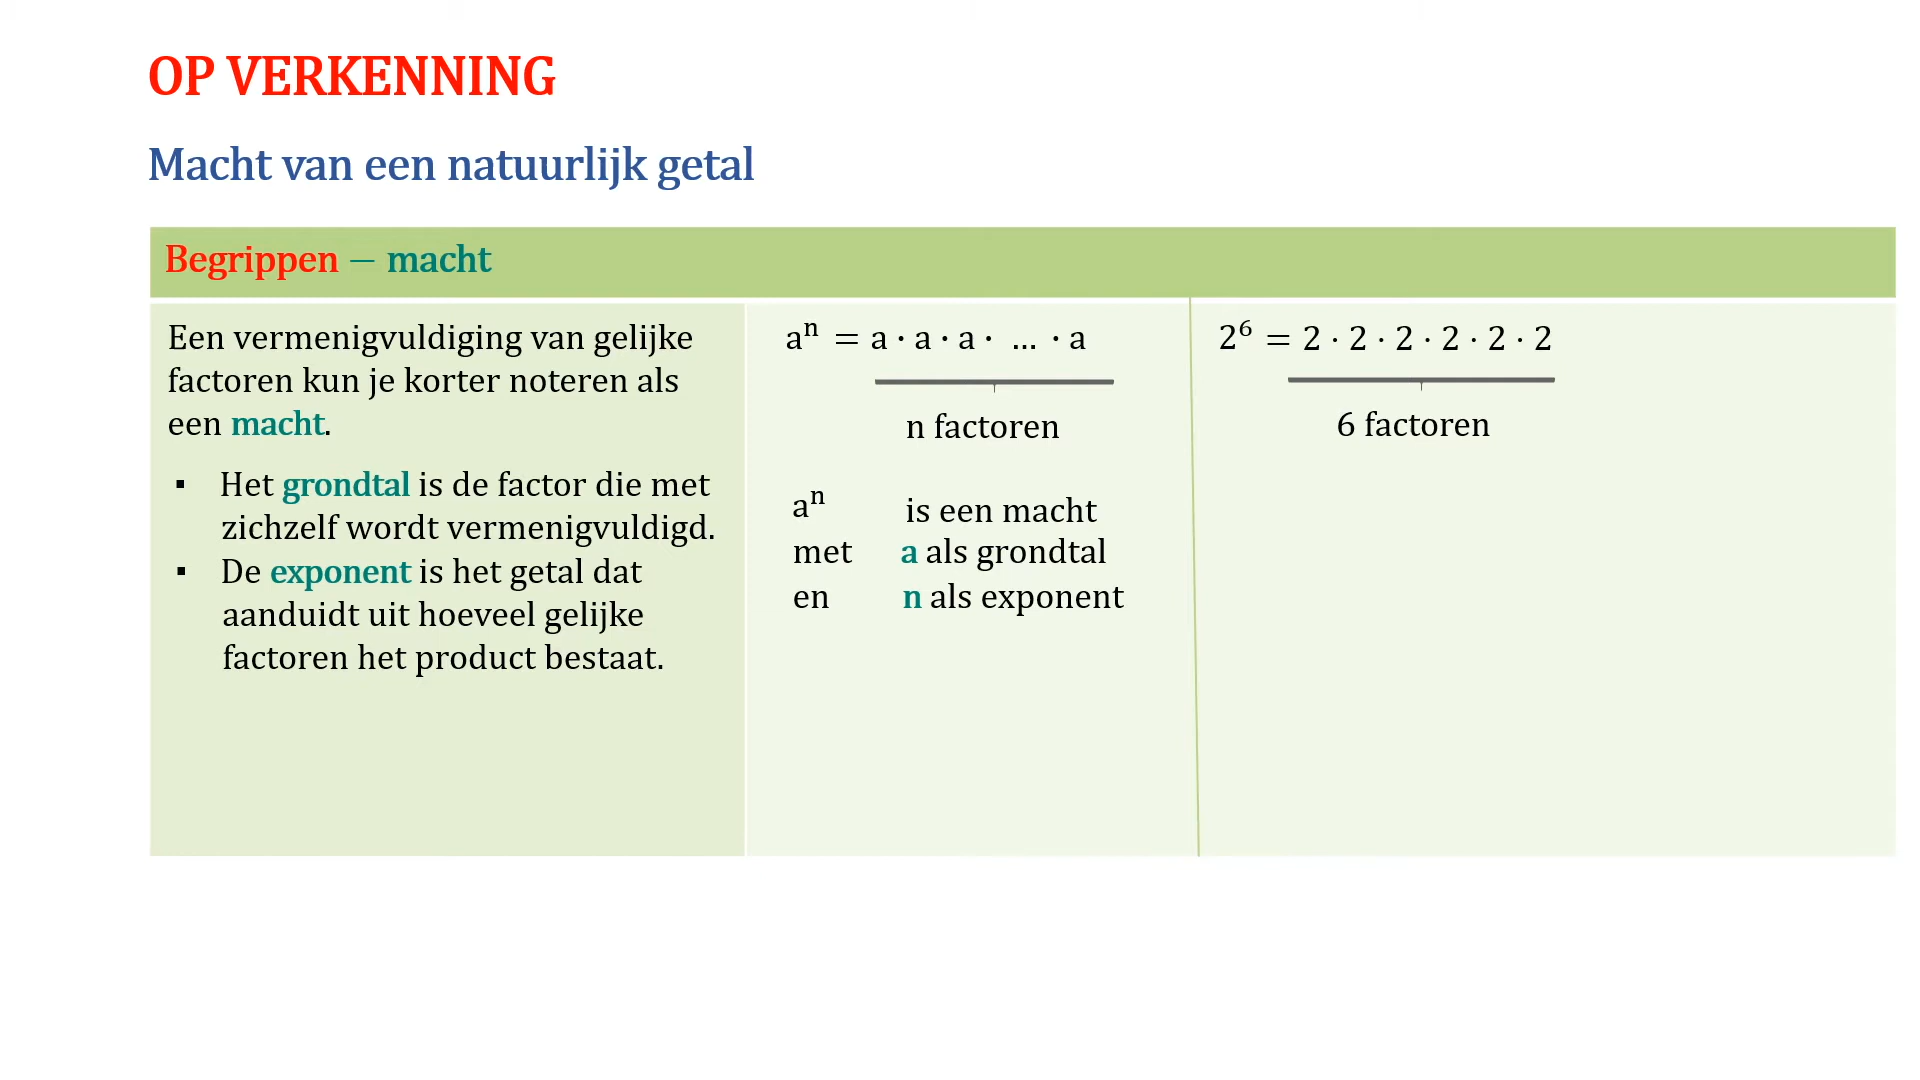 OP VERKENNING
Macht van een natuurlijk getal
Begrippen – macht
Een vermenigvuldiging van gelijke
factoren kun je korter noteren als
een macht.
▪ Het grondtal is de factor die met
zichzelf wordt vermenigvuldigd.
▪ De exponent is het getal dat
aanduidt uit hoeveel gelijke
factoren het product bestaat.
aⁿ = a · a · a · … · a
n factoren
aⁿ is een macht
met a als grondtal
en n als exponent
2⁶ = 2 · 2 · 2 · 2 · 2 · 2
6 factoren